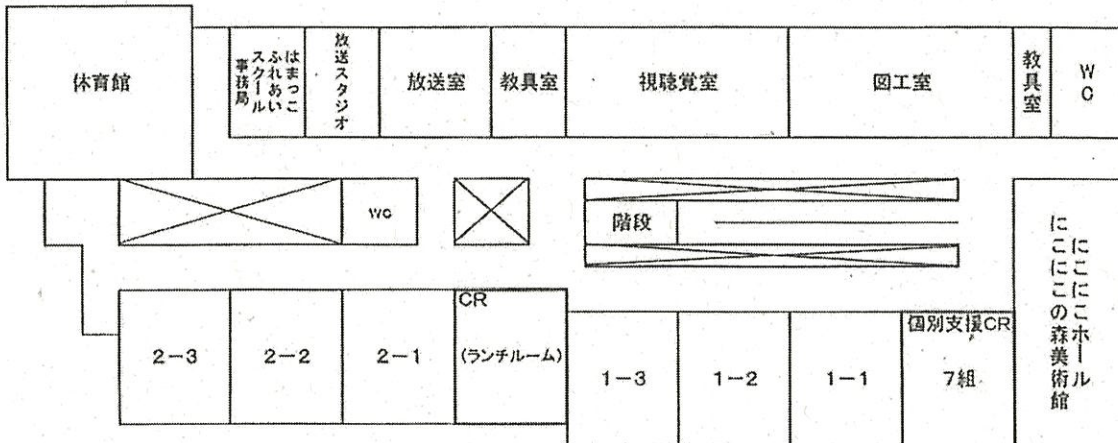 体育館
はまっこ
ふれあい
スクール
事務局
放送スタジオ
放送室
教具室
視聴覚室
図工室
教具室
WC
wc
階段
にこにこホール
にこにこの森美術館
2-3
2-2
2-1
CR
(ランチルーム)
1-3
1-2
1-1
個別支援CR
7組